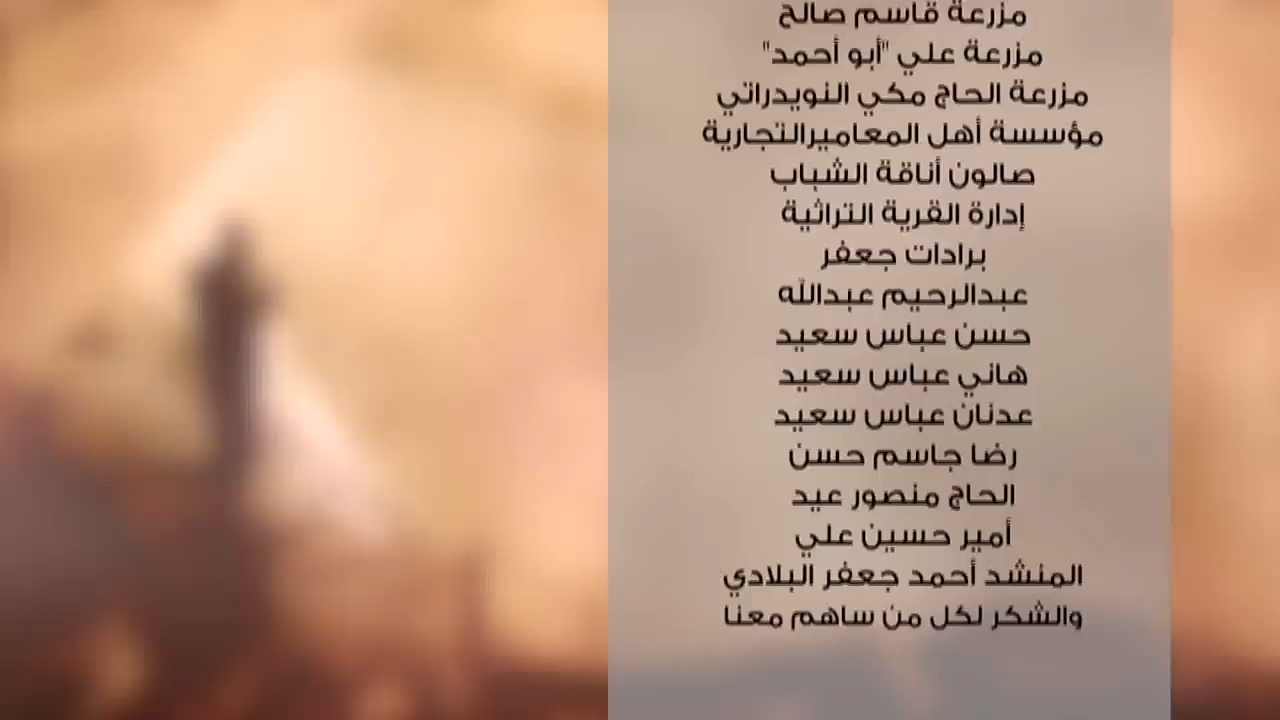 مزرعة قاسم صالح
مزرعة علي "أبو أحمد"
مزرعة الحاج مكي النويدراتي
مؤسسة أهل المعاميرالتجارية
صالون أناقة الشباب
إدارة القرية التراثية
برادات جعفر
عبدالرحيم عبدالله
حسن عباس سعيد
هاني عباس سعيد
عدنان عباس سعيد
رضا جاسم حسن
الحاج منصور عيد
أمير حسين علي
المنشد أحمد جعفر البلادي
والشكر لكل من ساهم معنا